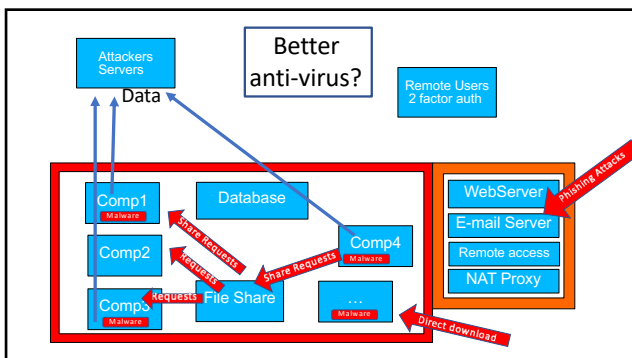 Attackers
Servers
Data
Better
anti-virus?
Remote Users
2 factor auth
Comp1
Malware
Database
Comp2
Comp3
Malware
Share Requests
Requests
Requests
File Share
Share Requests
Comp4
Malware
...
Malware
Direct download
WebServer
E-mail Server
Remote access
NAT Proxy
Phishing Attacks